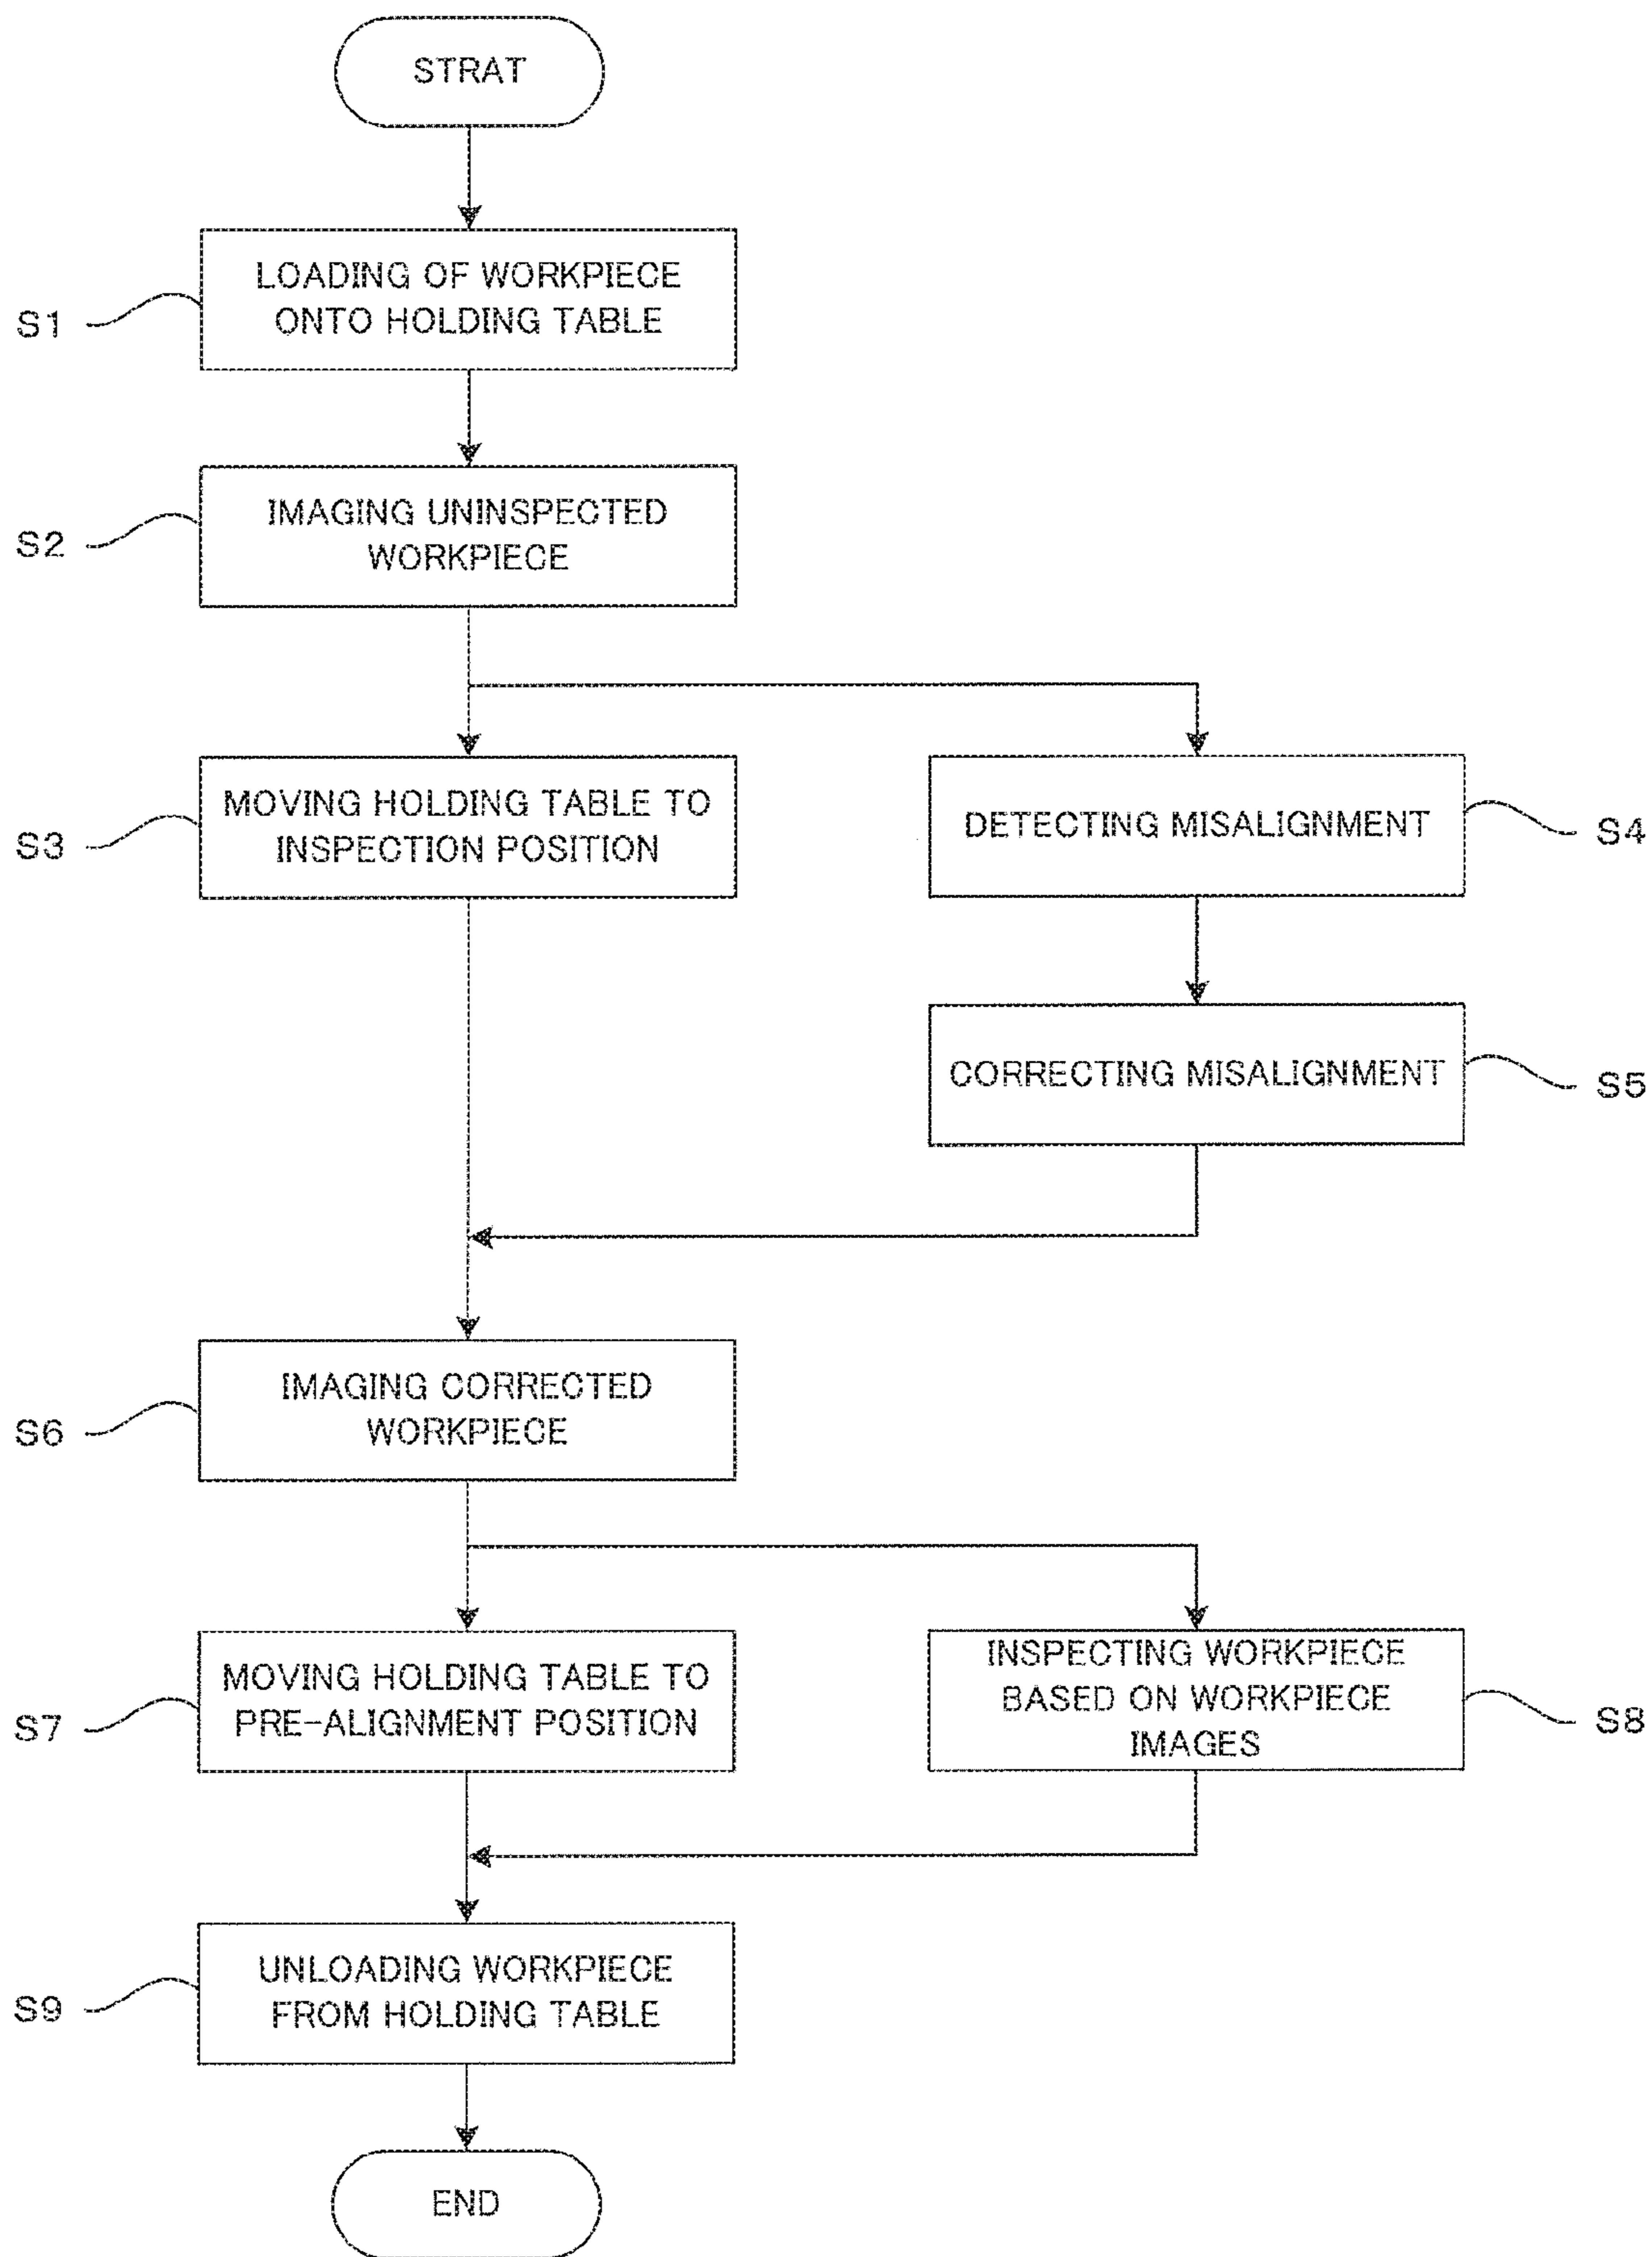 STRAT
S1
LOADING OF WORKPIECE
ONTO HOLDING TABLE
S2
IMAGING UNINSPECTED
WORKPIECE
S3
MOVING HOLDING TABLE TO
INSPECTION POSITION
DETECTING MISALIGNMENT
S4
CORRECTING MISALIGNMENT
S5
S6
IMAGING CORRECTED
WORKPIECE
S7
MOVING HOLDING TABLE TO
PRE-ALIGNMENT POSITION
INSPECTING WORKPIECE
BASED ON WORKPIECE
IMAGES
S8
S9
UNLOADING WORKPIECE
FROM HOLDING TABLE
END